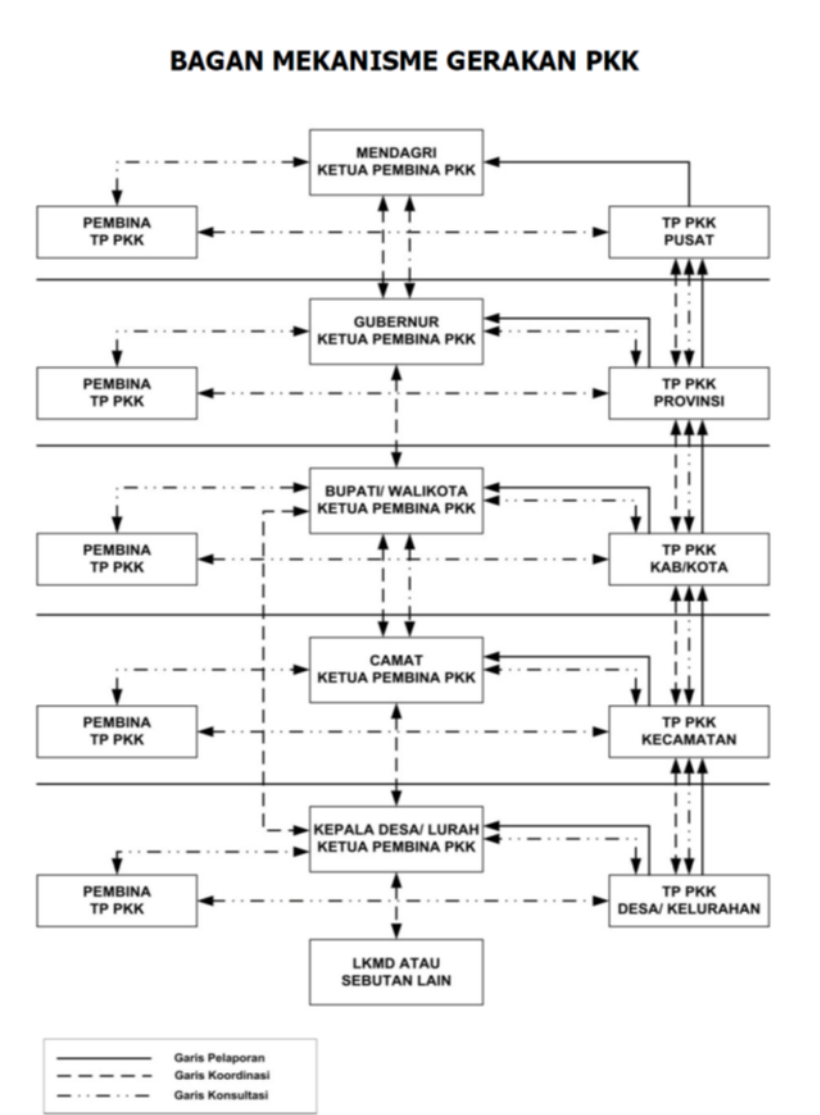 BAGAN MEKANISME GERAKAN PKK
MENDAGRI
KETUA PEMBINA PKK
PEMBINA
TP PKK
TP PKK
PUSAT
GUBERNUR
KETUA PEMBINA PKK
PEMBINA
TP PKK
TP PKK
PROVINSI
BUPATI/ WALIKOTA
KETUA PEMBINA PKK
PEMBINA
TP PKK
TP PKK
KAB/KOTA
CAMAT
KETUA PEMBINA PKK
PEMBINA
TP PKK
TP PKK
KECAMATAN
KEPALA DESA/ LURAH
KETUA PEMBINA PKK
PEMBINA
TP PKK
TP PKK
DESA/ KELURAHAN
LKMD ATAU
SEBUTAN LAIN
Garis Pelaporan
Garis Koordinasi
Garis Konsultasi